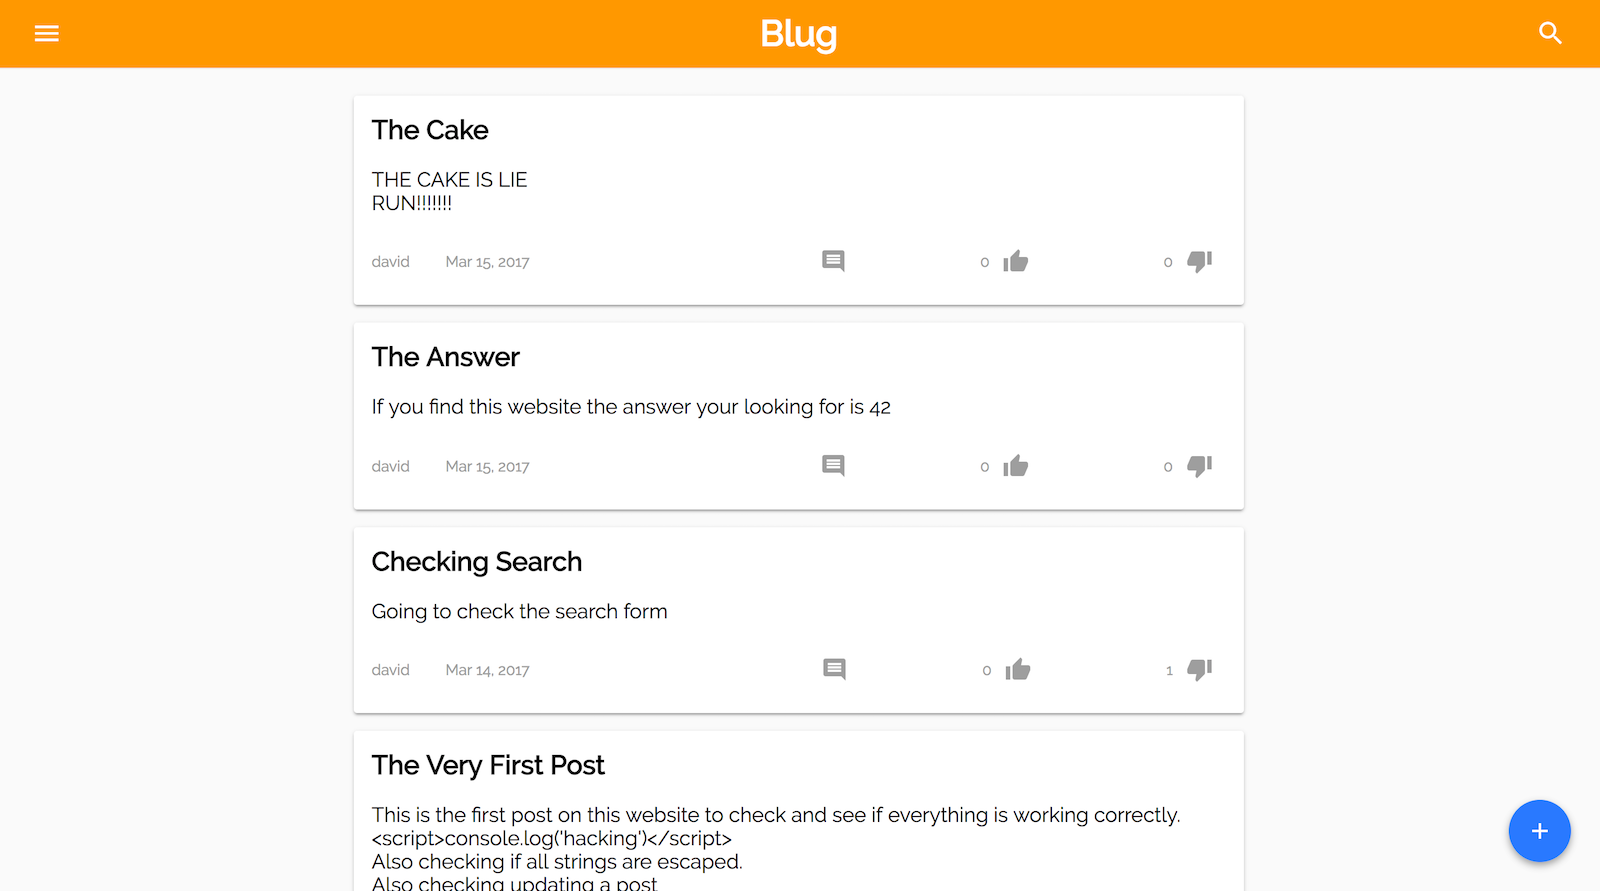 Blug
The Cake
THE CAKE IS LIE
RUN!!!!!!!
david Mar 15, 2017 0 0
The Answer
If you find this website the answer your looking for is 42
david Mar 15, 2017 0 0
Checking Search
Going to check the search form
david Mar 14, 2017 0 1
The Very First Post
This is the first post on this website to check and see if everything is working correctly.
<script>console.log('hacking')</script>
Also checking if all strings are escaped.
Also checking updating a post